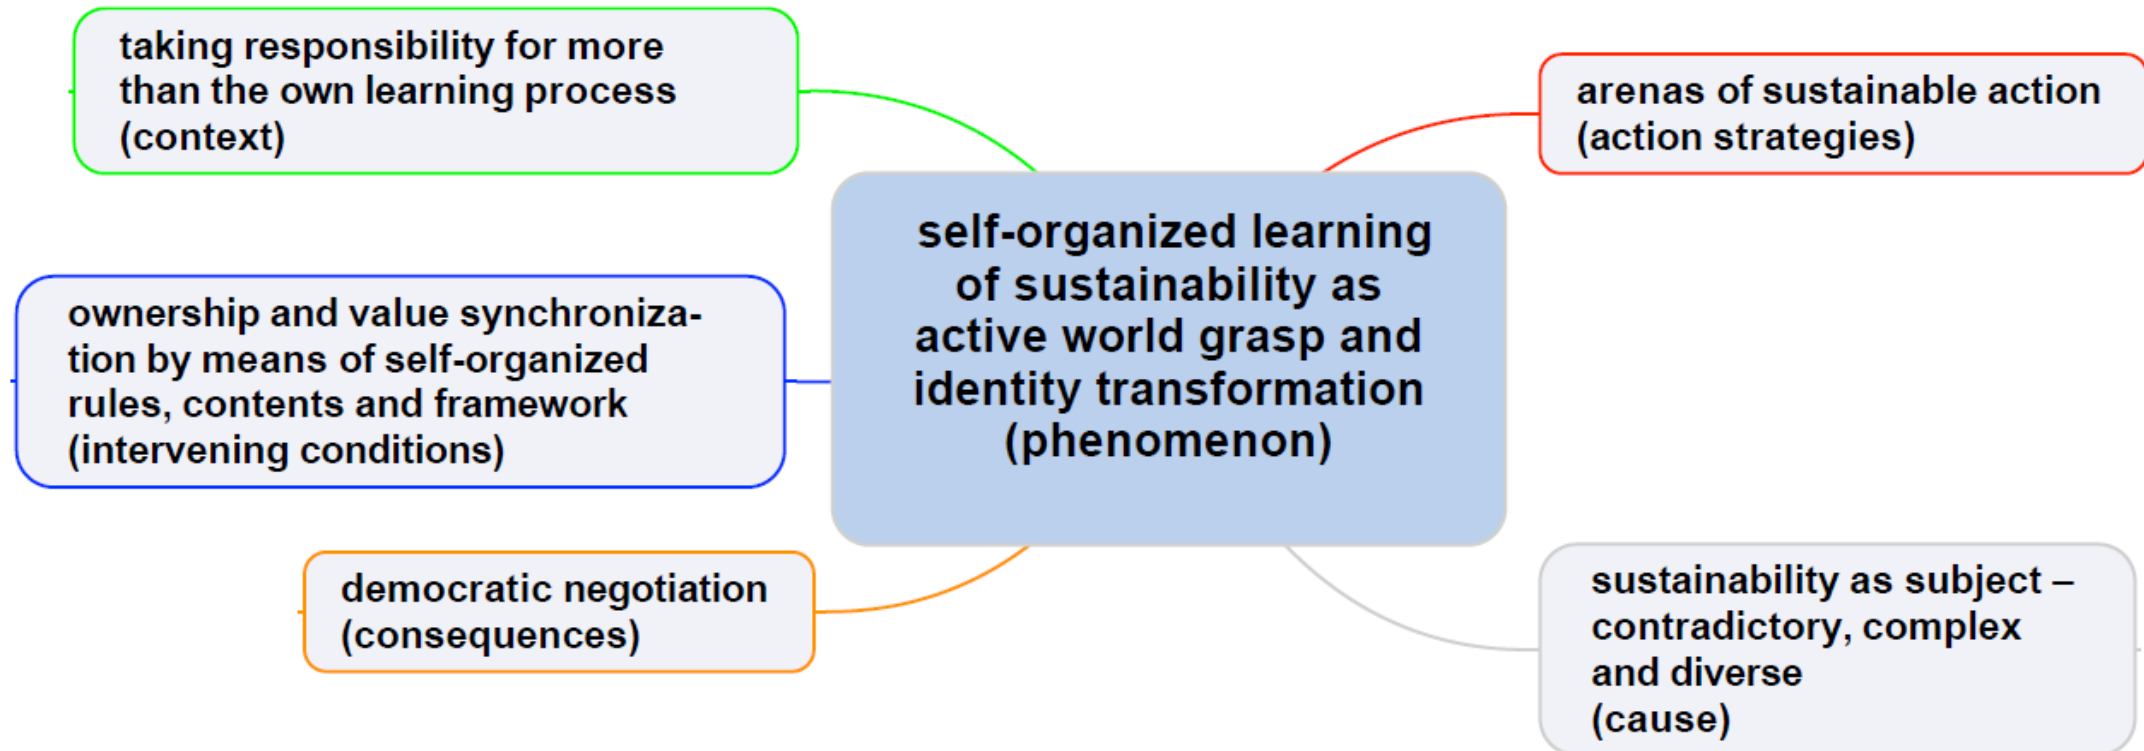 taking responsibility for more
than the own learning process
(context)
arenas of sustainable action
(action strategies)
self-organized learning
of sustainability as
active world grasp and
identity transformation
(phenomenon)
ownership and value synchroniza-
tion by means of self-organized
rules, contents and framework
(intervening conditions)
democratic negotiation
(consequences)
sustainability as subject –
contradictory, complex
and diverse
(cause)